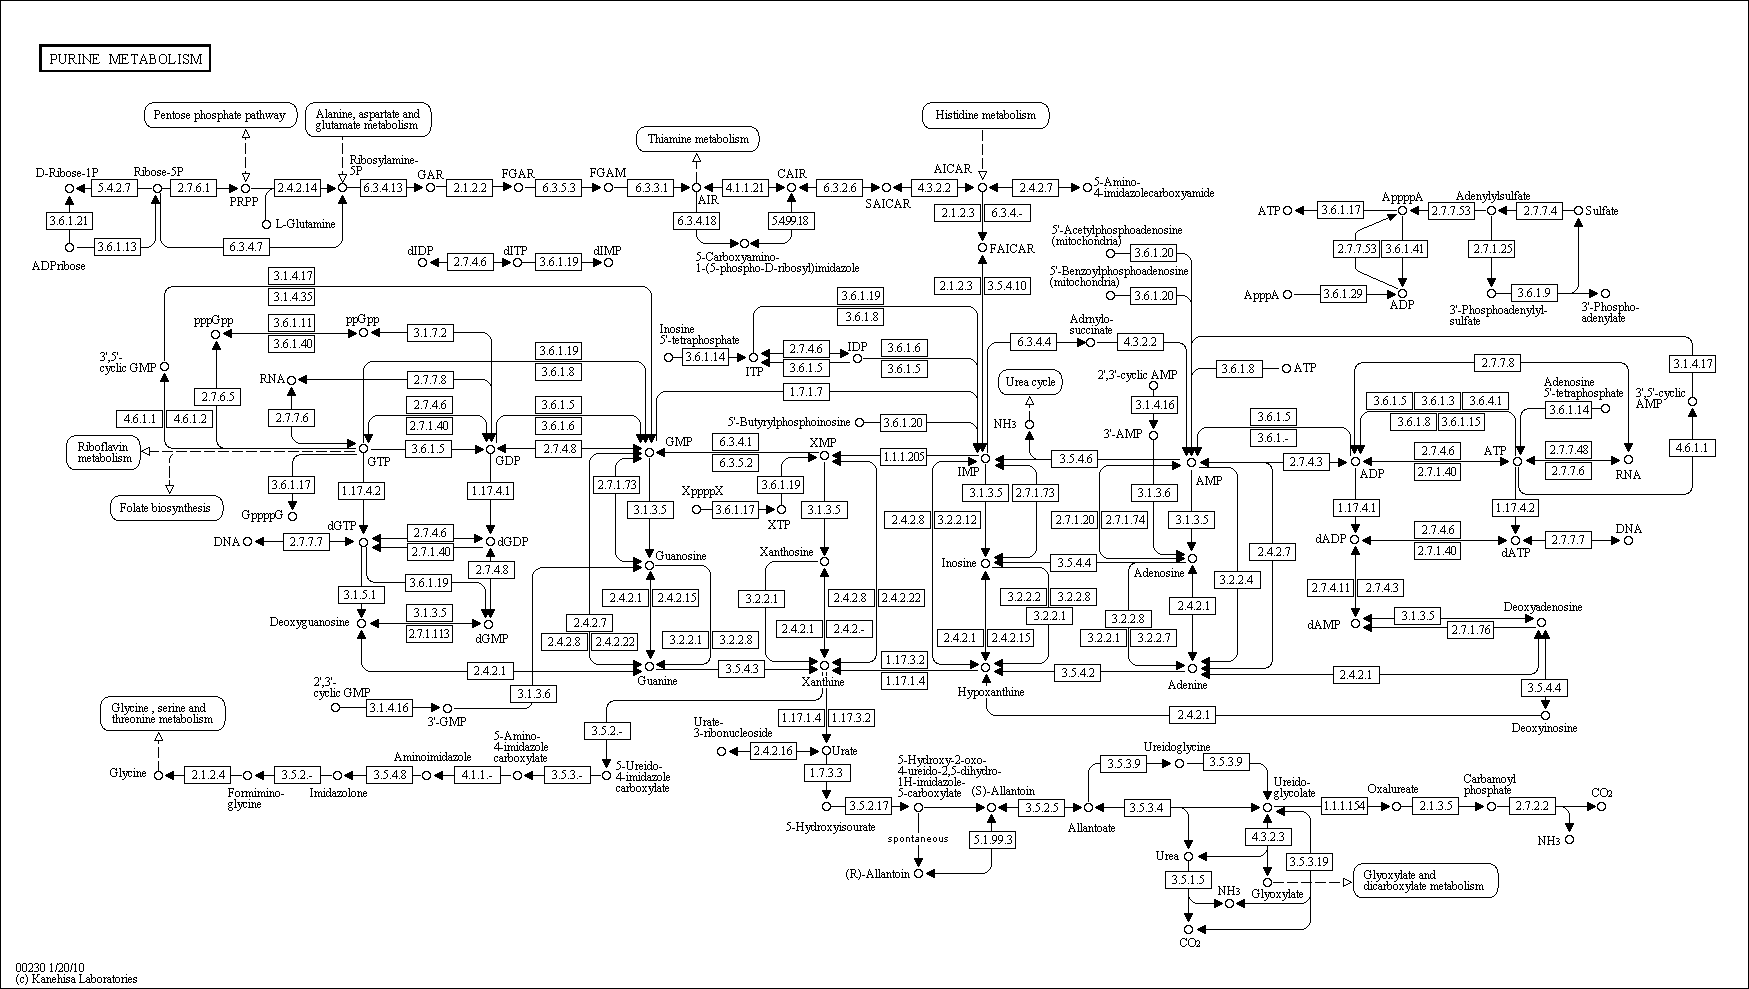 PURINE METABOLISM
Pentose phosphate pathway
Alanine, aspartate and
glutamate metabolism
Thiamine metabolism
Histidine metabolism
D-Ribose-1P
Ribose-5P
Ribosylamine-
5P
GAR
FGAR
FGAM
CAIR
AICAR
5.4.2.7
2.7.6.1
2.4.2.14
6.3.4.13
2.1.2.2
6.3.5.3
6.3.3.1
4.1.1.21
6.3.2.6
4.3.2.2
2.4.2.7
5-Amino-
4-imidazolecarboxyamide
PRPP
AIR
SAICAR
3.6.1.21
L-Glutamine
6.3.4.18
5.4.99.18
2.1.2.3
6.3.4.-
3.6.1.13
6.3.4.7
ADPribose
5-Carboxyamino-
1-(5-phospho-D-ribosyl)imidazole
FAICAR
dIDP
2.7.4.6
dITP
3.6.1.19
dIMP
2.1.2.3
3.5.4.10
5'-Acetylphosphoadenosine
(mitochondria)
3.6.1.20
5'-Benzoylphosphoadenosine
(mitochondria)
3.6.1.20
ATP
3.6.1.17
AppppA
2.7.7.53
Adenylylsulfate
2.7.7.4
Sulfate
2.7.7.53
3.6.1.41
2.7.1.25
ApppA
3.6.1.29
ADP
3.6.1.9
3'-Phosphoadenylyl-
sulfate
3'-Phospho-
adenylate
3.1.4.17
3.1.4.35
pppGpp
3.6.1.11
3.6.1.40
ppGpp
3.1.7.2
3',5'-
cyclic GMP
3.6.1.19
3.6.1.8
RNA
2.7.7.8
2.7.6.5
2.7.7.6
4.6.1.1
4.6.1.2
2.7.4.6
2.7.1.40
3.6.1.5
3.6.1.6
Inosine
5'-tetraphosphate
3.6.1.14
ITP
3.6.1.19
3.6.1.8
2.7.4.6
3.6.1.5
IDP
3.6.1.6
3.6.1.5
1.7.1.7
5'-Butyrylphosphoinosine
3.6.1.20
6.3.4.4
Adrnylo-
succinate
4.3.2.2
Urea cycle
NH3
2',3'-cyclic AMP
3.1.4.16
3'-AMP
3.6.1.8
ATP
3.6.1.5
3.6.1.-
2.7.7.8
3.6.1.5
3.6.1.3
3.6.4.1
3.6.1.8
3.6.1.15
Adenosine
5'-tetraphosphate
3.6.1.14
3.1.4.17
3',5'-cyclic
AMP
4.6.1.1
Riboflavin
metabolism
GTP
3.6.1.5
GDP
2.7.4.8
GMP
6.3.4.1
6.3.5.2
XMP
1.1.1.205
IMP
3.5.4.6
AMP
2.7.4.3
ADP
2.7.4.6
2.7.1.40
ATP
2.7.7.48
2.7.7.6
RNA
Folate biosynthesis
3.6.1.17
GppppG
1.17.4.2
1.17.4.1
2.7.1.73
3.1.3.5
XppppX
3.6.1.17
3.6.1.19
XTP
3.1.3.5
3.1.3.5
2.7.1.73
2.4.2.8
3.2.2.12
3.1.3.6
2.7.1.20
2.7.1.74
3.1.3.5
1.17.4.1
1.17.4.2
DNA
2.7.7.7
dGTP
2.7.4.6
2.7.1.40
dGDP
Guanosine
Xanthosine
Inosine
3.5.4.4
Adenosine
2.4.2.7
3.2.2.4
dADP
2.7.4.6
2.7.1.40
dATP
2.7.7.7
DNA
3.1.5.1
3.6.1.19
2.7.4.8
2.4.2.1
2.4.2.15
3.2.2.1
2.4.2.8
2.4.2.22
3.2.2.2
3.2.2.8
3.2.2.1
3.2.2.8
2.4.2.1
2.7.4.11
2.7.4.3
Deoxyguanosine
3.1.3.5
2.7.1.113
dGMP
2.4.2.7
2.4.2.8
2.4.2.22
3.2.2.1
3.2.2.8
2.4.2.1
2.4.2.-
2.4.2.1
2.4.2.15
3.2.2.1
3.2.2.7
dAMP
3.1.3.5
2.7.1.76
Deoxyadenosine
2.4.2.1
Guanine
3.5.4.3
Xanthine
1.17.3.2
1.17.1.4
Hypoxanthine
3.5.4.2
Adenine
2.4.2.1
3.5.4.4
2',3'-
cyclic GMP
3.1.4.16
3'-GMP
3.1.3.6
2.4.2.1
Deoxyinosine
Glycine , serine and
threonine metabolism
3.5.2.-
Urate-
3-ribonucleoside
1.17.1.4
1.17.3.2
2.4.2.16
Urate
1.7.3.3
Glycine
2.1.2.4
Formimino-
glycine
3.5.2.-
Imidazolone
3.5.4.8
Aminoimidazole
4.1.1.-
5-Amino-
4-imidazole
carboxylate
3.5.3.-
5-Ureido-
4-imidazole
carboxylate
5-Hydroxyisourate
3.5.2.17
5-Hydroxy-2-oxo-
4-ureido-2,5-dihydro-
1H-imidazole-
5-carboxylate
(S)-Allantoin
3.5.2.5
Allantoate
3.5.3.9
Ureidoglycine
3.5.3.9
3.5.3.4
Ureido-
glycolate
1.1.1.154
Oxalureate
2.1.3.5
Carbamoyl
phosphate
2.7.2.2
CO2
NH3
spontaneous
5.1.99.3
(R)-Allantoin
Urea
4.3.2.3
3.5.3.19
3.5.1.5
NH3
Glyoxylate
Glyoxylate and
dicarboxylate metabolism
CO2
00230 1/20/10
(c) Kanehisa Laboratories